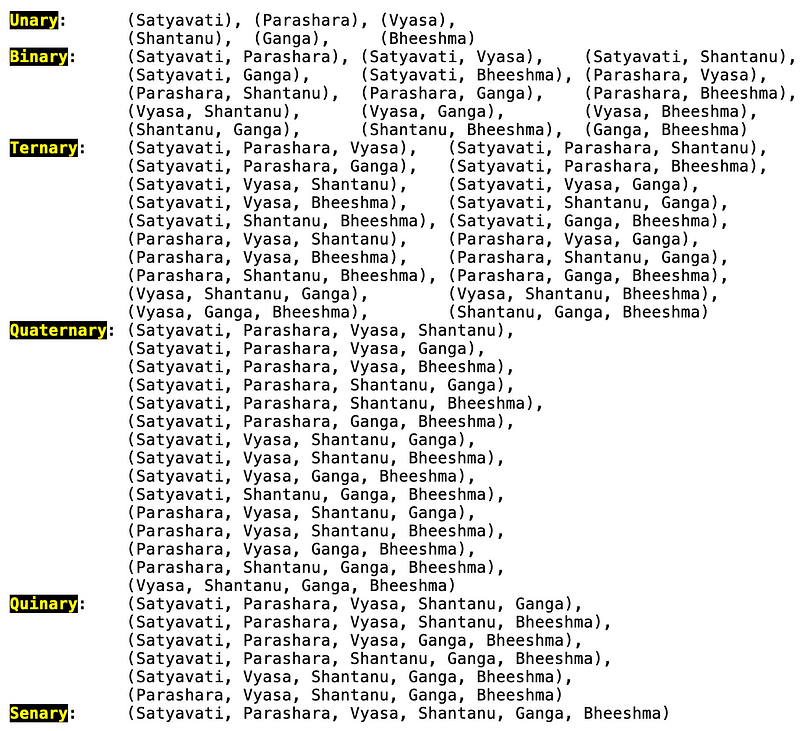 Unary: (Satyavati), (Parashara), (Vyasa),
(Shantanu), (Ganga), (Bheeshma)
Binary: (Satyavati, Parashara), (Satyavati, Vyasa), (Satyavati, Shantanu),
(Satyavati, Ganga), (Satyavati, Bheeshma), (Parashara, Vyasa),
(Parashara, Shantanu), (Parashara, Ganga), (Parashara, Bheeshma),
(Vyasa, Shantanu), (Vyasa, Ganga), (Vyasa, Bheeshma),
(Shantanu, Ganga), (Shantanu, Bheeshma), (Ganga, Bheeshma)
Ternary: (Satyavati, Parashara, Vyasa), (Satyavati, Parashara, Shantanu),
(Satyavati, Parashara, Ganga), (Satyavati, Parashara, Bheeshma),
(Satyavati, Vyasa, Shantanu), (Satyavati, Vyasa, Ganga),
(Satyavati, Vyasa, Bheeshma), (Satyavati, Shantanu, Ganga),
(Satyavati, Shantanu, Bheeshma), (Satyavati, Ganga, Bheeshma),
(Parashara, Vyasa, Shantanu), (Parashara, Vyasa, Ganga),
(Parashara, Vyasa, Bheeshma), (Parashara, Shantanu, Ganga),
(Parashara, Shantanu, Bheeshma), (Parashara, Ganga, Bheeshma),
(Vyasa, Shantanu, Ganga), (Vyasa, Shantanu, Bheeshma),
(Vyasa, Ganga, Bheeshma), (Shantanu, Ganga, Bheeshma)
Quaternary: (Satyavati, Parashara, Vyasa, Shantanu),
(Satyavati, Parashara, Vyasa, Ganga),
(Satyavati, Parashara, Vyasa, Bheeshma),
(Satyavati, Parashara, Shantanu, Ganga),
(Satyavati, Parashara, Shantanu, Bheeshma),
(Satyavati, Parashara, Ganga, Bheeshma),
(Satyavati, Vyasa, Shantanu, Ganga),
(Satyavati, Vyasa, Shantanu, Bheeshma),
(Satyavati, Vyasa, Ganga, Bheeshma),
(Satyavati, Shantanu, Ganga, Bheeshma),
(Parashara, Vyasa, Shantanu, Ganga),
(Parashara, Vyasa, Shantanu, Bheeshma),
(Parashara, Vyasa, Ganga, Bheeshma),
(Parashara, Shantanu, Ganga, Bheeshma),
(Vyasa, Shantanu, Ganga, Bheeshma)
Quinary: (Satyavati, Parashara, Vyasa, Shantanu, Ganga),
(Satyavati, Parashara, Vyasa, Shantanu, Bheeshma),
(Satyavati, Parashara, Vyasa, Ganga, Bheeshma),
(Satyavati, Parashara, Shantanu, Ganga, Bheeshma),
(Satyavati, Vyasa, Shantanu, Ganga, Bheeshma),
(Parashara, Vyasa, Shantanu, Ganga, Bheeshma)
Senary: (Satyavati, Parashara, Vyasa, Shantanu, Ganga, Bheeshma)